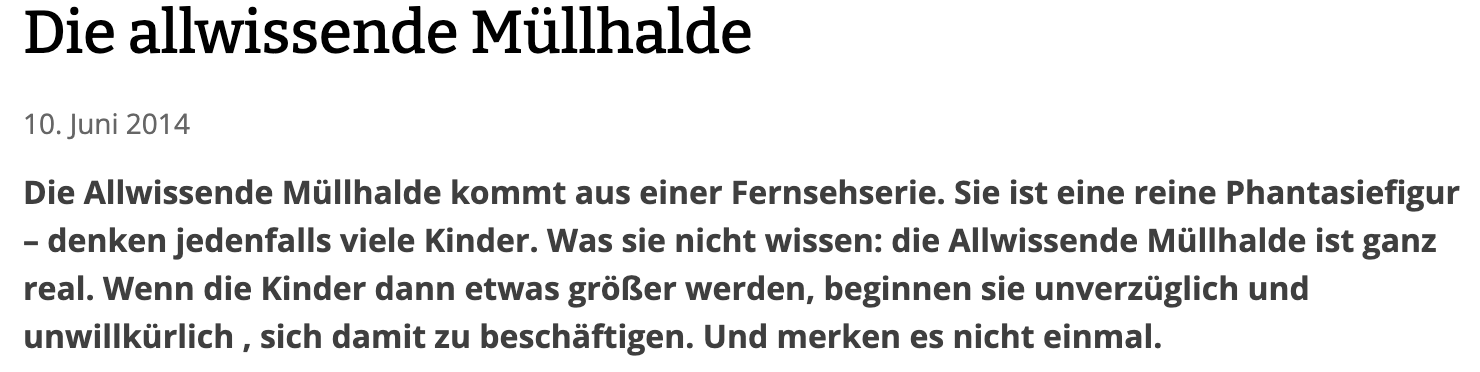 Die allwissende Müllhalde
10. Juni 2014
Die Allwissende Müllhalde kommt aus einer Fernsehserie. Sie ist eine reine Phantasiefigur
– denken jedenfalls viele Kinder. Was sie nicht wissen: die Allwissende Müllhalde ist ganz
real. Wenn die Kinder dann etwas größer werden, beginnen sie unverzüglich und
unwillkürlich , sich damit zu beschäftigen. Und merken es nicht einmal.